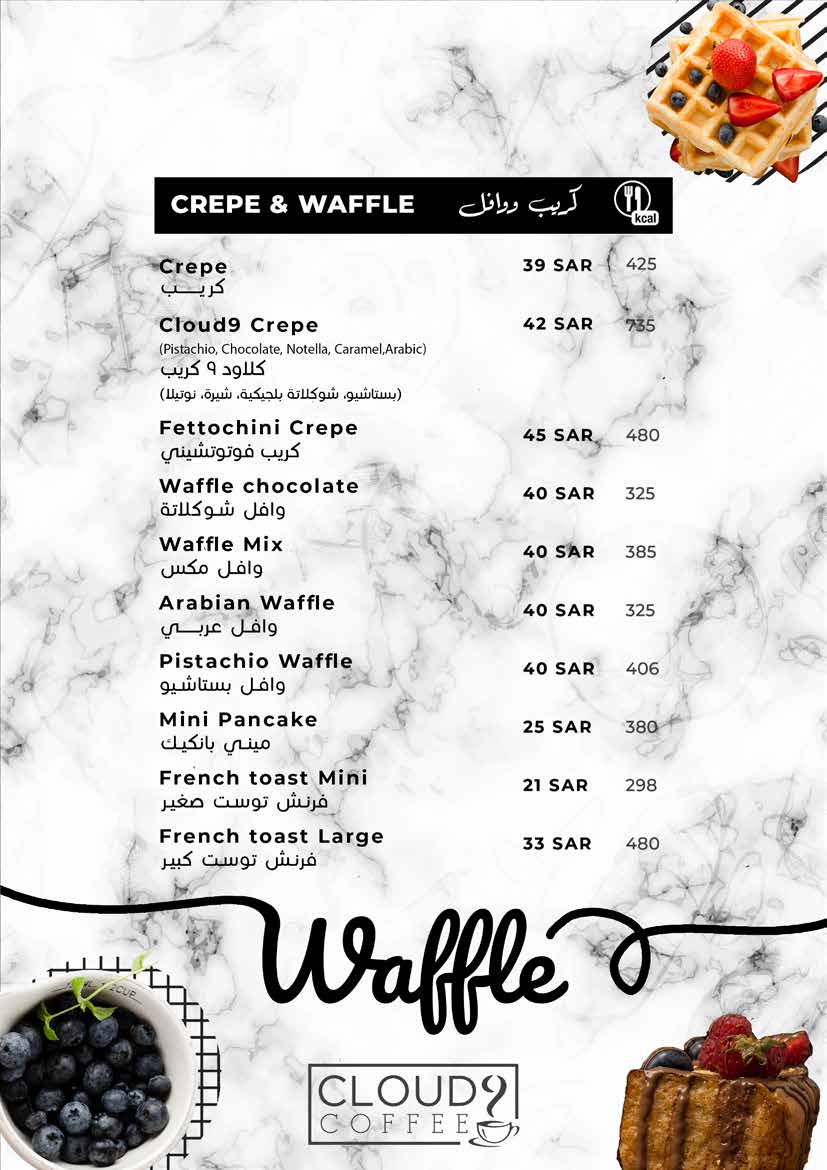 CREPE & WAFFLE كريب ووافل kcal
Crepe 39 SAR 425
كريــــب
Cloud9 Crepe 42 SAR 735
(Pistachio, Chocolate, Notella, Caramel,Arabic)
كلاود ٩ كريب
(بستاشيو، شوكلاتة بلجيكية، شيرة، نوتيلا)
Fettochini Crepe 45 SAR 480
كريب فوتوتشيني
Waffle chocolate 40 SAR 325
وافل شوكلاتة
Waffle Mix 40 SAR 385
وافل مكس
Arabian Waffle 40 SAR 325
وافل عربـــي
Pistachio Waffle 40 SAR 406
وافل بستاشيو
Mini Pancake 25 SAR 380
ميني بانكيك
French toast Mini 21 SAR 298
فرنش توست صغير
French toast Large 33 SAR 480
فرنش توست كبير
Waffle
CLOUD9
COFFEE